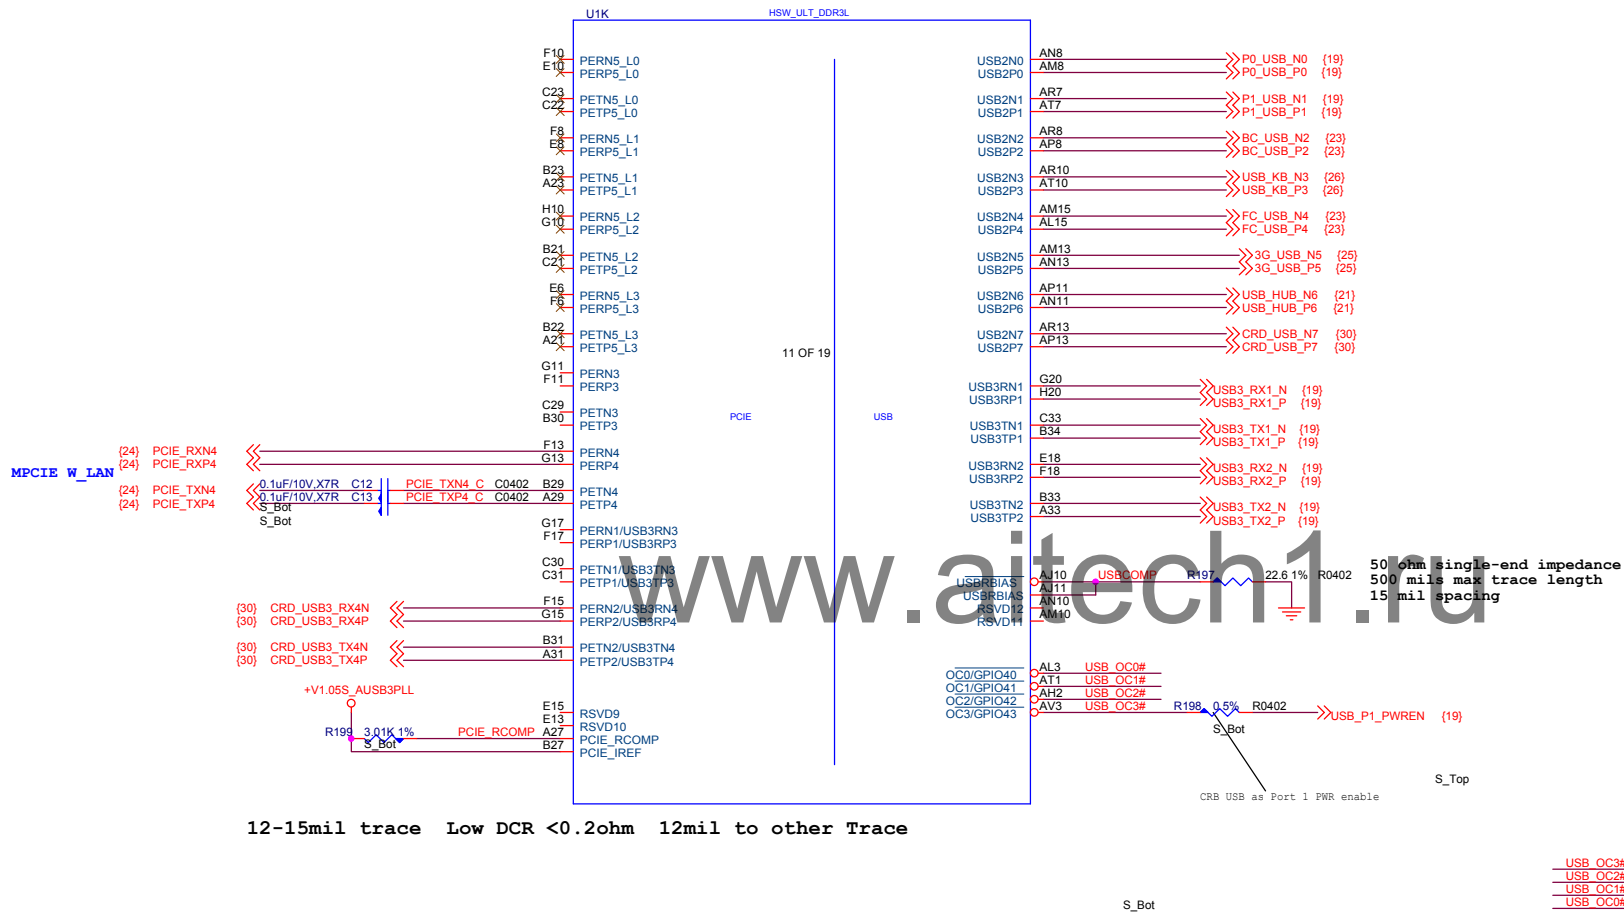 U1K
HSW_ULT_DDR3L
F10 PERN5_L0
E10 PERP5_L0
C23 PETN5_L0
C22 PETP5_L0
F8 PERN5_L1
E8 PERP5_L1
B23 PETN5_L1
A23 PETP5_L1
H10 PERN5_L2
G10 PERP5_L2
B21 PETN5_L2
C21 PETP5_L2
E6 PERN5_L3
F6 PERP5_L3
B22 PETN5_L3
A21 PETP5_L3
G11 PERN3
F11 PERP3
C29 PETN3
B30 PETP3
MPCIE W_LAN
{24} PCIE_RXN4 F13 PERN4
{24} PCIE_RXP4 G13 PERP4
{24} PCIE_TXN4 0.1uF/10V,X7R C12 PCIE_TXN4_C C0402 B29 PETN4
{24} PCIE_TXP4 0.1uF/10V,X7R C13 PCIE_TXP4_C C0402 A29 PETP4
S_Bot
S_Bot
G17 PERN1/USB3RN3
F17 PERP1/USB3RP3
C30 PETN1/USB3TN3
C31 PETP1/USB3TP3
{30} CRD_USB3_RX4N F15 PERN2/USB3RN4
{30} CRD_USB3_RX4P G15 PERP2/USB3RP4
{30} CRD_USB3_TX4N B31 PETN2/USB3TN4
{30} CRD_USB3_TX4P A31 PETP2/USB3TP4
+V1.05S_AUSB3PLL
E15 RSVD9
E13 RSVD10
R199 3.01K 1% PCIE_RCOMP A27 PCIE_RCOMP
S_Bot
B27 PCIE_IREF
11 OF 19
PCIE
USB
USB2N0 AN8 P0_USB_N0 {19}
USB2P0 AM8 P0_USB_P0 {19}
USB2N1 AR7 P1_USB_N1 {19}
USB2P1 AT7 P1_USB_P1 {19}
USB2N2 AR8 BC_USB_N2 {23}
USB2P2 AP8 BC_USB_P2 {23}
USB2N3 AR10 USB_KB_N3 {26}
USB2P3 AT10 USB_KB_P3 {26}
USB2N4 AM15 FC_USB_N4 {23}
USB2P4 AL15 FC_USB_P4 {23}
USB2N5 AM13 3G_USB_N5 {25}
USB2P5 AN13 3G_USB_P5 {25}
USB2N6 AP11 USB_HUB_N6 {21}
USB2P6 AN11 USB_HUB_P6 {21}
USB2N7 AR13 CRD_USB_N7 {30}
USB2P7 AP13 CRD_USB_P7 {30}
USB3RN1 G20 USB3_RX1_N {19}
USB3RP1 H20 USB3_RX1_P {19}
USB3TN1 C33 USB3_TX1_N {19}
USB3TP1 B34 USB3_TX1_P {19}
USB3RN2 E18 USB3_RX2_N {19}
USB3RP2 F18 USB3_RX2_P {19}
USB3TN2 B33 USB3_TX2_N {19}
USB3TP2 A33 USB3_TX2_P {19}
www.aitech1.ru
USBRBIAS AJ10 USBCOMP R197 22.6 1% R0402
USBRBIAS AJ11
RSVD12 AN10
RSVD11 AM10
50 ohm single-end impedance
500 mils max trace length
15 mil spacing
OC0/GPIO40 AL3 USB_OC0#
OC1/GPIO41 AT1 USB_OC1#
OC2/GPIO42 AH2 USB_OC2#
OC3/GPIO43 AV3 USB_OC3# R198 0.5% R0402 USB_P1_PWREN {19}
S_Bot
S_Top
CRB USB as Port 1 PWR enable
12-15mil trace Low DCR <0.2ohm 12mil to other Trace
USB_OC3#
USB_OC2#
USB_OC1#
USB_OC0#
S_Bot